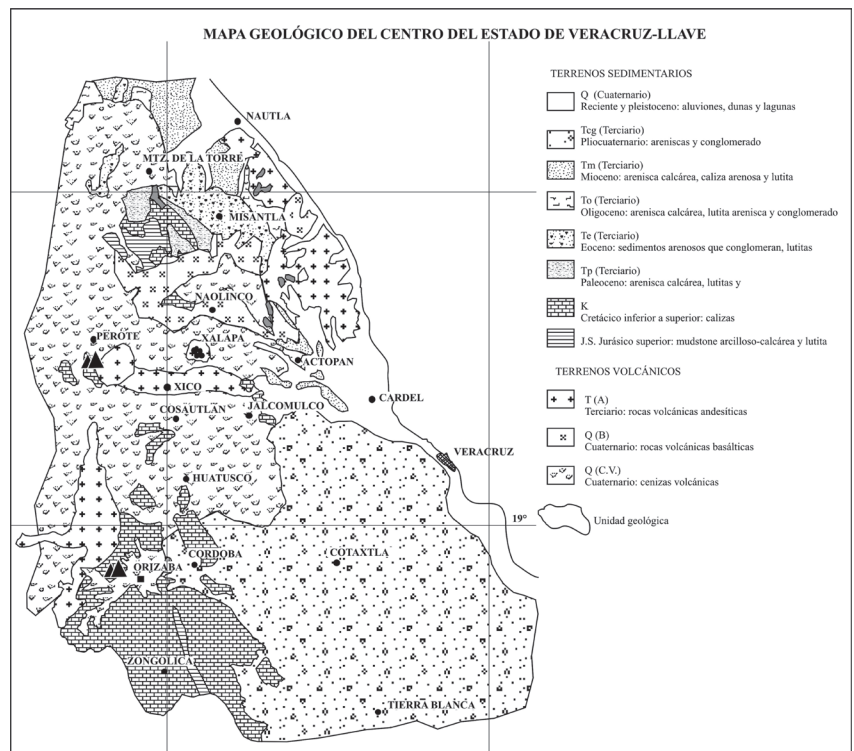 MAPA GEOLÓGICO DEL CENTRO DEL ESTADO DE VERACRUZ-LLAVE
NAUTLA
MTZ. DE LA TORRE
MISANTLA
NAOLINCO
PEROTE
XALAPA
ACTOPAN
XICO
CARDEL
COSAUTLÁN
JALCOMULCO
VERACRUZ
HUATUSCO
19°
CORDOBA
COTAXTLA
ORIZABA
ZONGOLICA
TIERRA BLANCA
TERRENOS SEDIMENTARIOS
Q (Cuaternario)
Reciente y pleistoceno: aluviones, dunas y lagunas
Tcg (Terciario)
Pliocuaternario: areniscas y conglomerado
Tm (Terciario)
Mioceno: arenisca calcárea, caliza arenosa y lutita
To (Terciario)
Oligoceno: arenisca calcárea, lutita arenisca y conglomerado
Te (Terciario)
Eoceno: sedimentos arenosos que conglomeran, lutitas
Tp (Terciario)
Paleoceno: arenisca calcárea, lutitas y
K
Cretácico inferior a superior: calizas
J.S. Jurásico superior: mudstone arcilloso-calcárea y lutita
TERRENOS VOLCÁNICOS
T (A)
Terciario: rocas volcánicas andesíticas
Q (B)
Cuaternario: rocas volcánicas basálticas
Q (C.V.)
Cuaternario: cenizas volcánicas
Unidad geológica